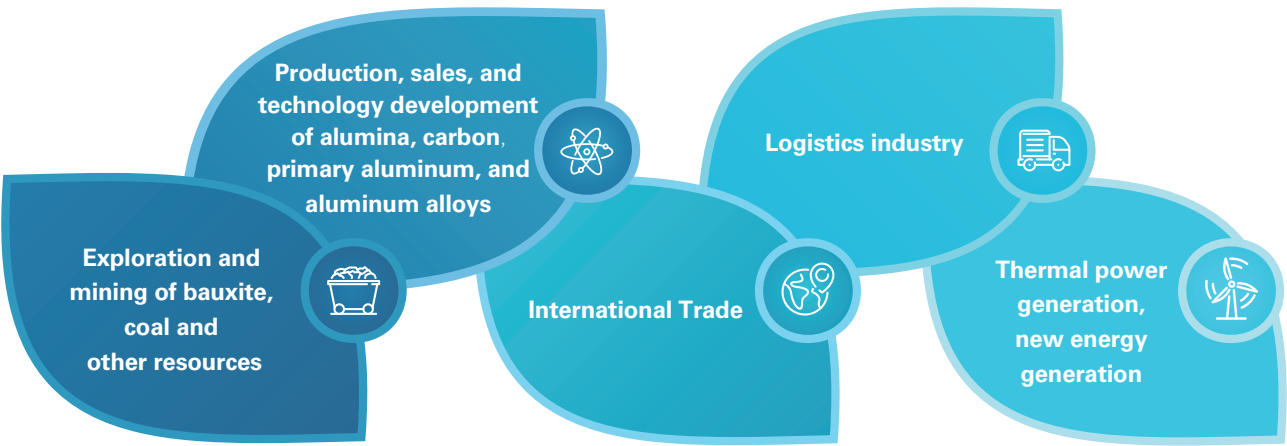 Exploration and
mining of bauxite,
coal and
other resources
Production, sales, and
technology development
of alumina, carbon,
primary aluminum, and
aluminum alloys
International Trade
Logistics industry
Thermal power
generation,
new energy
generation